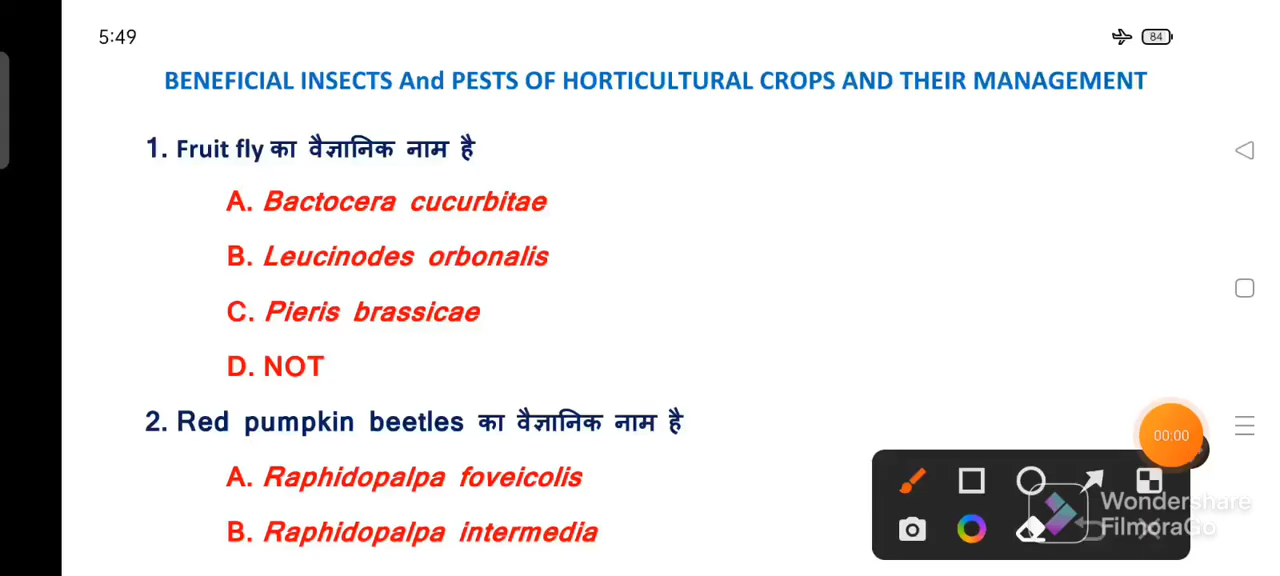 5:49
84
BENEFICIAL INSECTS And PESTS OF HORTICULTURAL CROPS AND THEIR MANAGEMENT
1. Fruit fly का वैज्ञानिक नाम है
A. Bactocera cucurbitae
B. Leucinodes orbonalis
C. Pieris brassicae
D. NOT
2. Red pumpkin beetles का वैज्ञानिक नाम है
A. Raphidopalpa foveicolis
B. Raphidopalpa intermedia
00:00
Wondershare
FilmoraGo